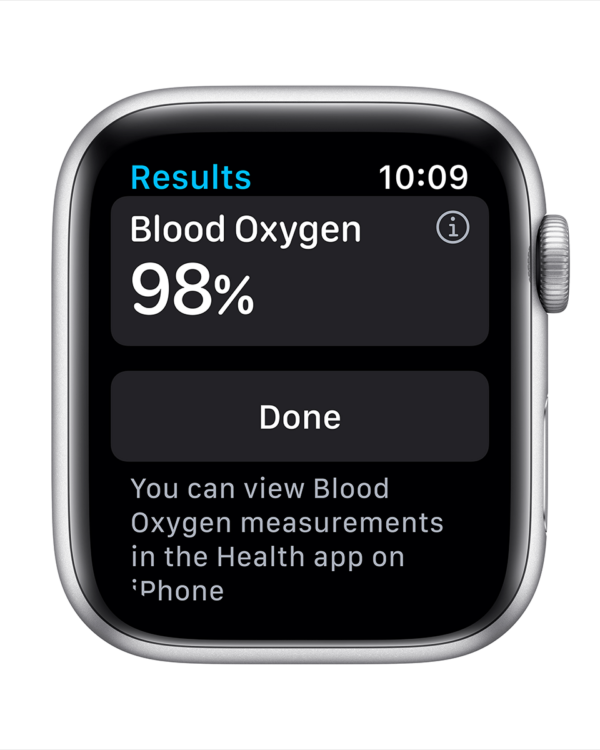 Results 10:09
Blood Oxygen
98%
Done
You can view Blood
Oxygen measurements
in the Health app on
iPhone